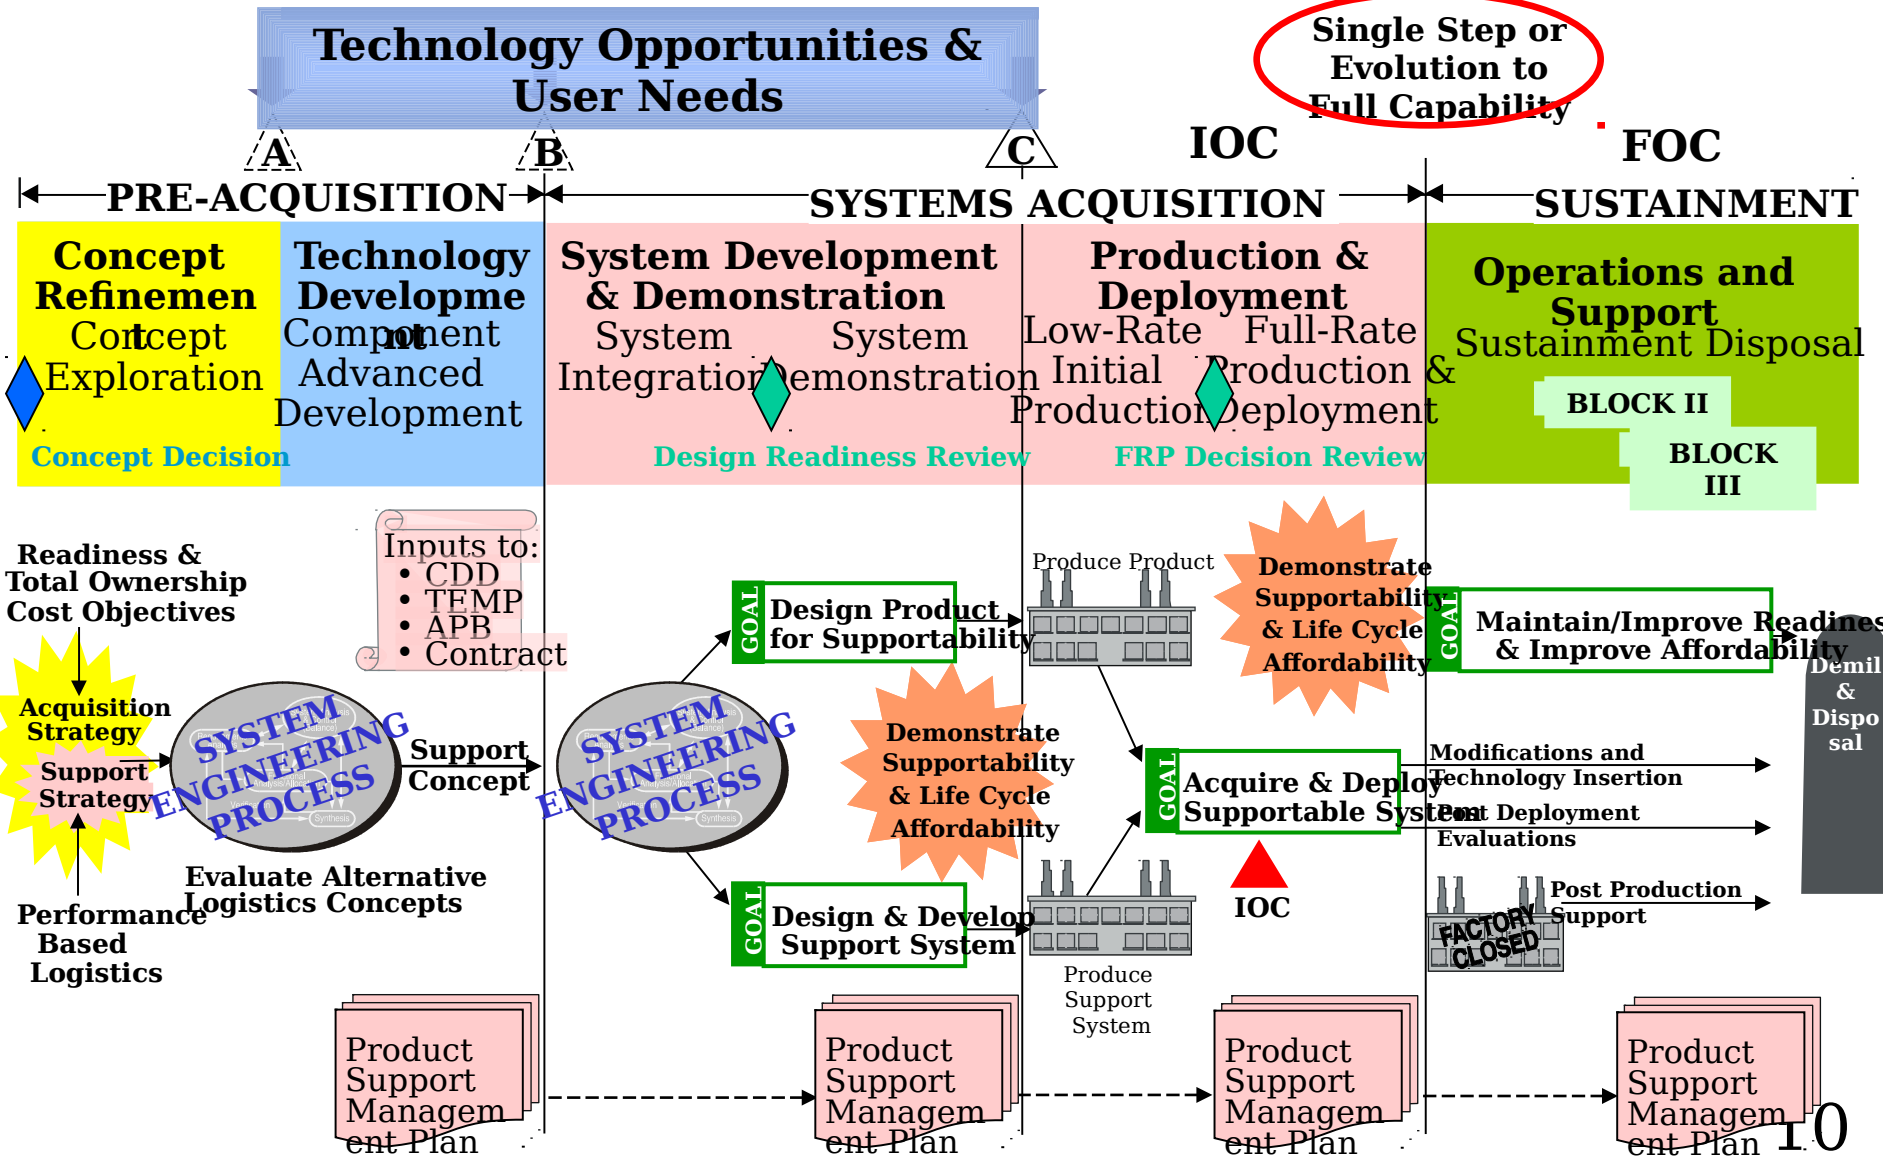 Technology Opportunities &
User Needs
Single Step or
Evolution to
Full Capability
A
B
C
IOC
FOC
PRE-ACQUISITION
SYSTEMS ACQUISITION
SUSTAINMENT
Concept
Refinemen
t
Concept
Exploration
Concept Decision
Technology
Developme
nt
Component
Advanced
Development
System Development
& Demonstration
System
Integration
System
Demonstration
Design Readiness Review
Production &
Deployment
Low-Rate
Initial
Production
Full-Rate
Production &
Deployment
FRP Decision Review
Operations and
Support
Sustainment Disposal
BLOCK II
BLOCK
III
Readiness &
Total Ownership
Cost Objectives
Acquisition
Strategy
Support
Strategy
Performance
Based
Logistics
Inputs to:
• CDD
• TEMP
• APB
• Contract
SYSTEM
ENGINEERING
PROCESS
Synthesis
Support
Concept
Evaluate Alternative
Logistics Concepts
SYSTEM
ENGINEERING
PROCESS
Synthesis
GOAL
Design Product
for Supportability
Demonstrate
Supportability
& Life Cycle
Affordability
GOAL
Design & Develop
Support System
Produce Product
Produce
Support
System
Demonstrate
Supportability
& Life Cycle
Affordability
GOAL
Acquire & Deploy
Supportable System
IOC
GOAL
Maintain/Improve Readines
& Improve Affordability
Modifications and
Technology Insertion
Post Deployment
Evaluations
Post Production
Support
FACTORY
CLOSED
Demil
&
Dispo
sal
Product
Support
Managem
ent Plan
Product
Support
Managem
ent Plan
Product
Support
Managem
ent Plan
Product
Support
Managem
ent Plan
10